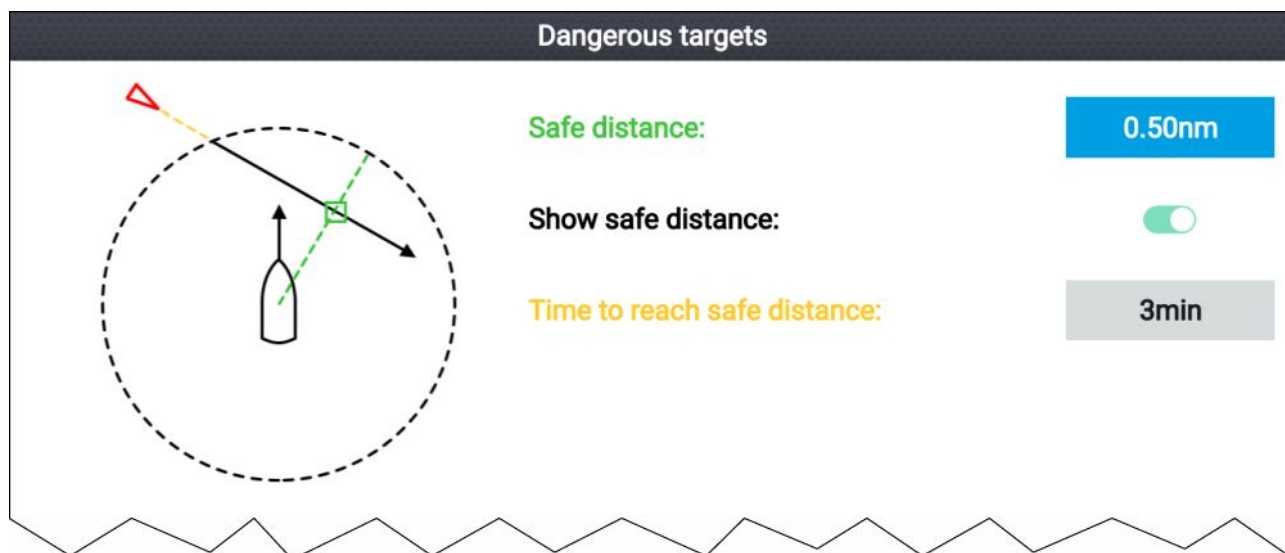 Dangerous targets
Safe distance:
0.50nm
Show safe distance:
Time to reach safe distance:
3min